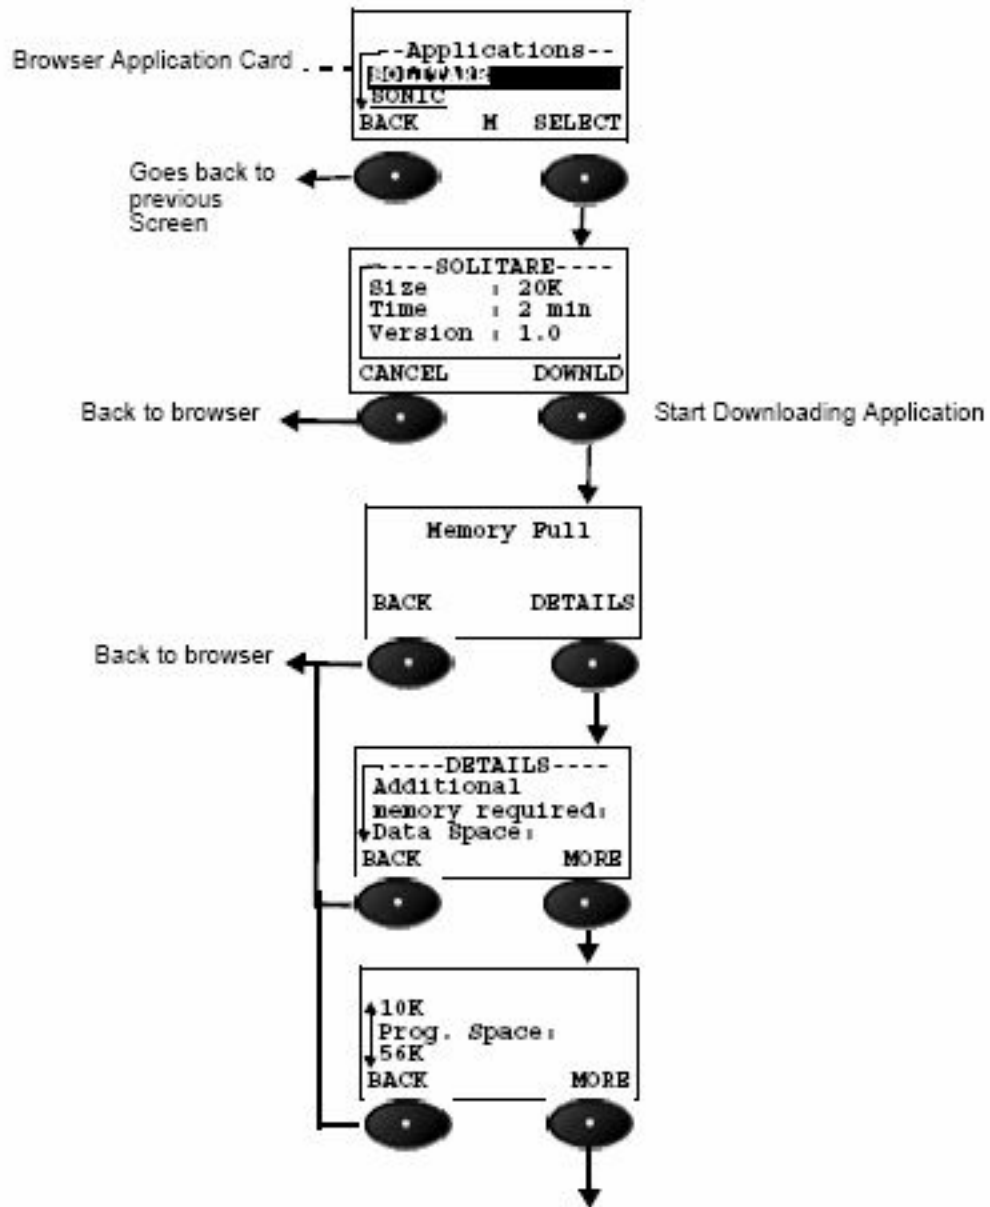 --Applications--
Browser Application Card
SONIC
BACK M SELECT
Goes back to
previous
Screen
----SOLITARE----
Size : 20K
Time : 2 min
Version : 1.0
CANCEL DOWNLD
Back to browser
Start Downloading Application
Memory Full
BACK DETAILS
Back to browser
----DETAILS----
Additional
memory required:
Data Space:
BACK MORE
10K
Prog. Space:
56K
BACK MORE